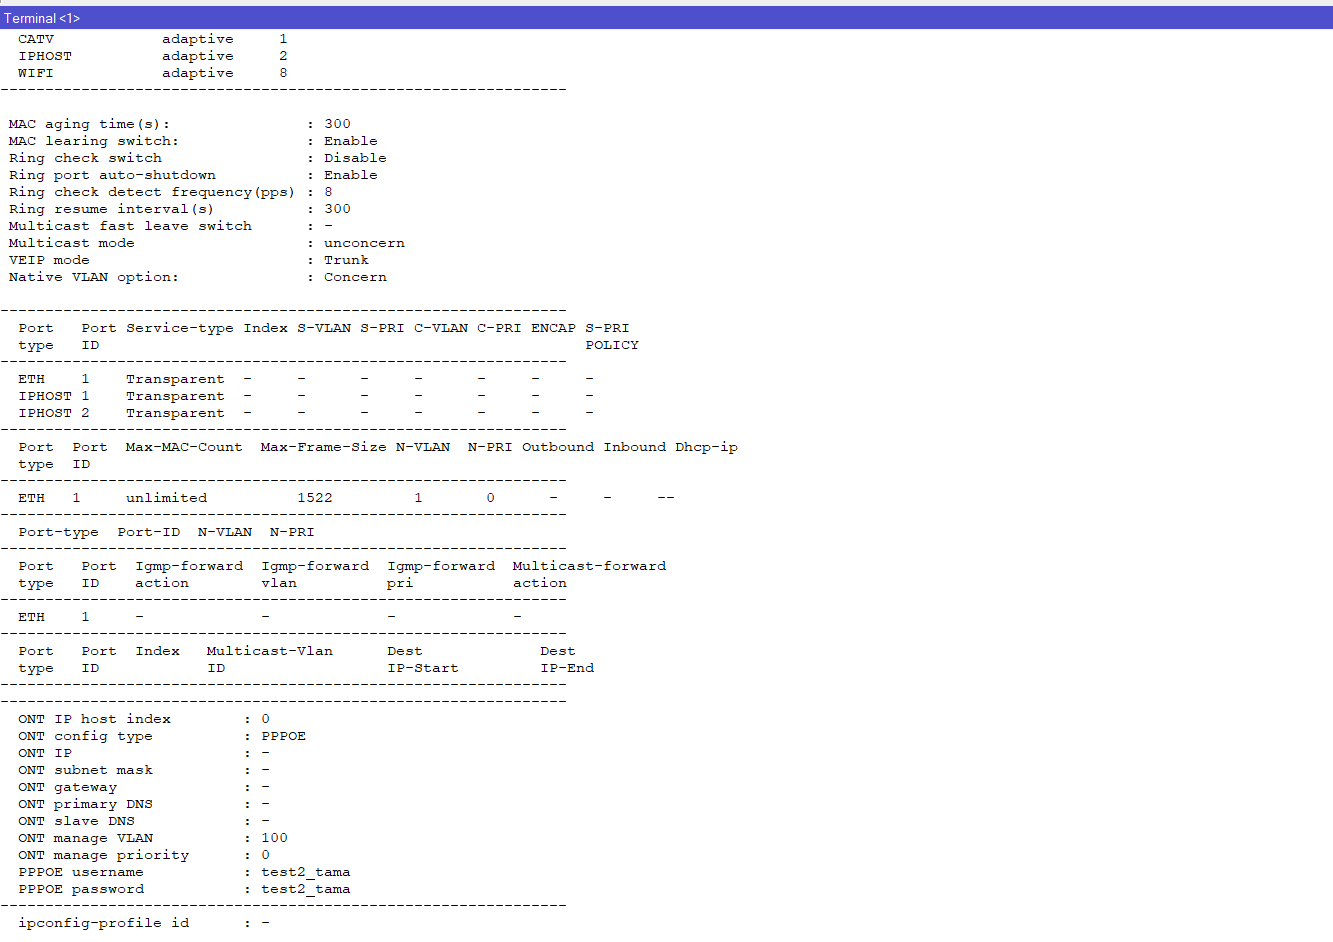 Terminal <1>
CATV            adaptive     1
IPHOST          adaptive     2
WIFI            adaptive     8
---------------------------------------------------------------
MAC aging time(s):               : 300
MAC learing switch:              : Enable
Ring check switch                : Disable
Ring port auto-shutdown          : Enable
Ring check detect frequency(pps) : 8
Ring resume interval(s)          : 300
Multicast fast leave switch      : -
Multicast mode                   : unconcern
VEIP mode                        : Trunk
Native VLAN option:              : Concern
---------------------------------------------------------------
Port   Port Service-type Index S-VLAN S-PRI C-VLAN C-PRI ENCAP S-PRI
type   ID                                                      POLICY
---------------------------------------------------------------
ETH    1    Transparent  -     -      -     -      -     -     -
IPHOST 1    Transparent  -     -      -     -      -     -     -
IPHOST 2    Transparent  -     -      -     -      -     -     -
---------------------------------------------------------------
Port  Port  Max-MAC-Count  Max-Frame-Size N-VLAN  N-PRI Outbound Inbound Dhcp-ip
type  ID
---------------------------------------------------------------
ETH   1     unlimited          1522         1       0      -     -     --
---------------------------------------------------------------
Port-type  Port-ID  N-VLAN  N-PRI
---------------------------------------------------------------
Port   Port  Igmp-forward  Igmp-forward  Igmp-forward  Multicast-forward
type   ID    action        vlan          pri           action
---------------------------------------------------------------
ETH    1     -             -             -             -
---------------------------------------------------------------
Port   Port  Index   Multicast-Vlan      Dest             Dest
type   ID            ID                  IP-Start         IP-End
---------------------------------------------------------------
---------------------------------------------------------------
ONT IP host index        : 0
ONT config type          : PPPOE
ONT IP                   : -
ONT subnet mask          : -
ONT gateway              : -
ONT primary DNS          : -
ONT slave DNS            : -
ONT manage VLAN          : 100
ONT manage priority      : 0
PPPOE username           : test2_tama
PPPOE password           : test2_tama
---------------------------------------------------------------
ipconfig-profile id      : -